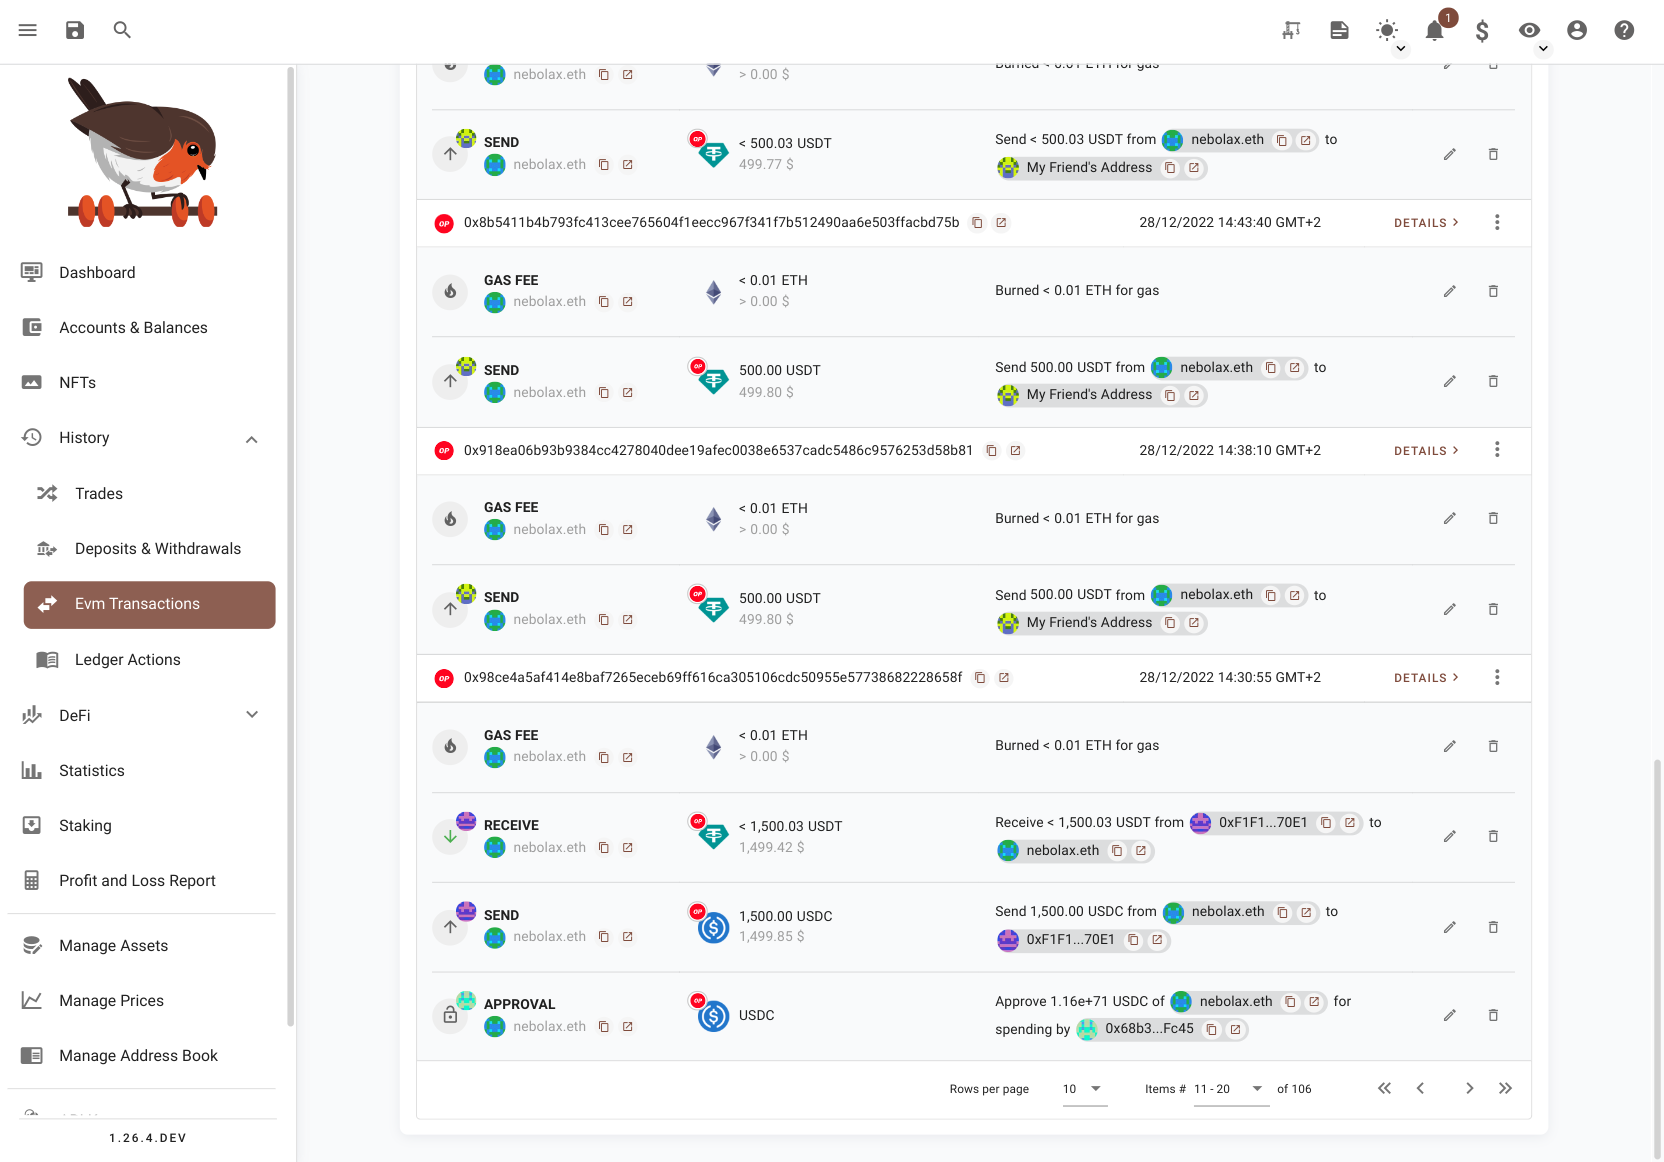 1
Dashboard
Accounts & Balances
NFTs
History
Trades
Deposits & Withdrawals
Evm Transactions
Ledger Actions
DeFi
Statistics
Staking
Profit and Loss Report
Manage Assets
Manage Prices
Manage Address Book
1.26.4.DEV
nebolax.eth
> 0.00 $
Burned < 0.01 ETH for gas
SEND
nebolax.eth
OP
< 500.03 USDT
499.77 $
Send < 500.03 USDT from nebolax.eth to
My Friend's Address
OP 0x8b5411b4b793fc413cee765604f1eecc967f341f7b512490aa6e503ffacbd75b 28/12/2022 14:43:40 GMT+2 DETAILS
GAS FEE
nebolax.eth
< 0.01 ETH
> 0.00 $
Burned < 0.01 ETH for gas
SEND
nebolax.eth
OP
500.00 USDT
499.80 $
Send 500.00 USDT from nebolax.eth to
My Friend's Address
OP 0x918ea06b93b9384cc4278040dee19afec0038e6537cadc5486c9576253d58b81 28/12/2022 14:38:10 GMT+2 DETAILS
GAS FEE
nebolax.eth
< 0.01 ETH
> 0.00 $
Burned < 0.01 ETH for gas
SEND
nebolax.eth
OP
500.00 USDT
499.80 $
Send 500.00 USDT from nebolax.eth to
My Friend's Address
OP 0x98ce4a5af414e8baf7265eceb69ff616ca305106cdc50955e57738682228658f 28/12/2022 14:30:55 GMT+2 DETAILS
GAS FEE
nebolax.eth
< 0.01 ETH
> 0.00 $
Burned < 0.01 ETH for gas
RECEIVE
nebolax.eth
OP
< 1,500.03 USDT
1,499.42 $
Receive < 1,500.03 USDT from 0xF1F1...70E1 to
nebolax.eth
SEND
nebolax.eth
OP
1,500.00 USDC
1,499.85 $
Send 1,500.00 USDC from nebolax.eth to
0xF1F1...70E1
APPROVAL
nebolax.eth
OP
USDC
Approve 1.16e+71 USDC of nebolax.eth for
spending by 0x68b3...Fc45
Rows per page 10 Items # 11 - 20 of 106